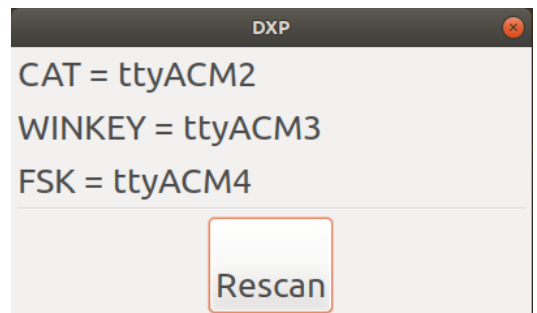 DXP
CAT = ttyACM2
WINKEY = ttyACM3
FSK = ttyACM4
Rescan